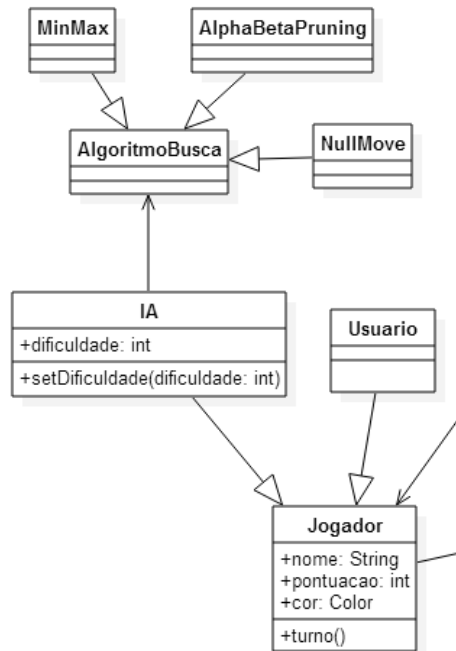 MinMax
AlphaBetaPruning
AlgoritmoBusca
NullMove
IA
+dificuldade: int
+setDificuldade(dificuldade: int)
Usuario
Jogador
+nome: String
+pontuacao: int
+cor: Color
+turno()